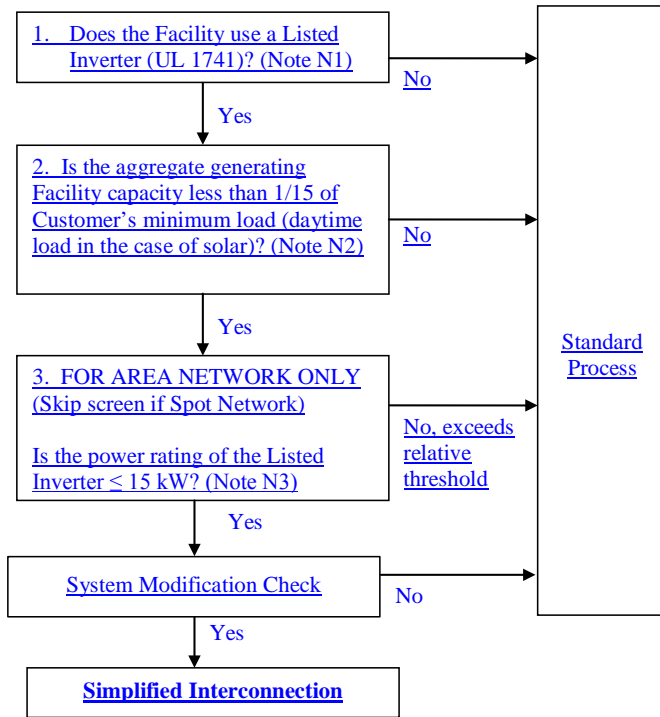 1. Does the Facility use a Listed
Inverter (UL 1741)? (Note N1)
No
Yes
2. Is the aggregate generating
Facility capacity less than 1/15 of
Customer’s minimum load (daytime
load in the case of solar)? (Note N2)
No
Yes
Standard
Process
3. FOR AREA NETWORK ONLY
(Skip screen if Spot Network)
Is the power rating of the Listed
Inverter ≤ 15 kW? (Note N3)
No, exceeds
relative
threshold
Yes
System Modification Check
No
Yes
Simplified Interconnection